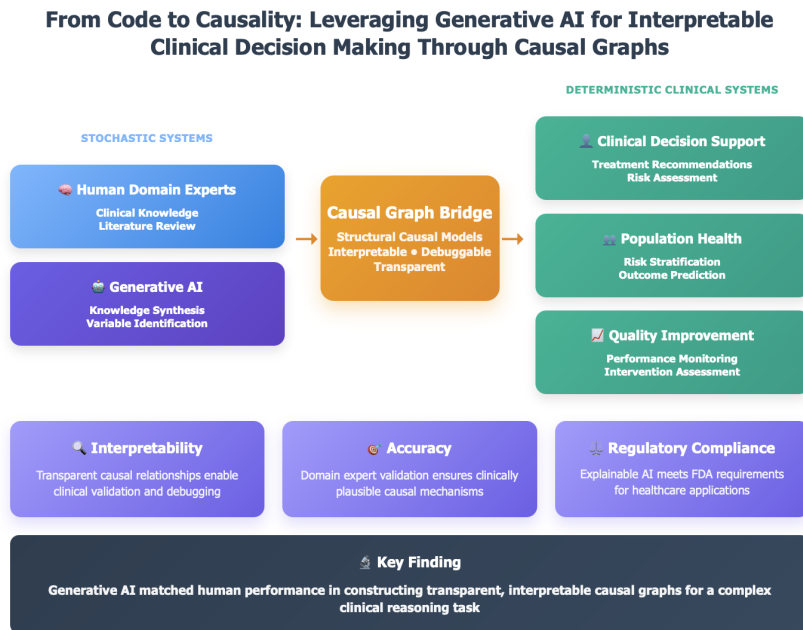 From Code to Causality: Leveraging Generative AI for Interpretable
Clinical Decision Making Through Causal Graphs
STOCHASTIC SYSTEMS
Human Domain Experts
Clinical Knowledge
Literature Review
Generative AI
Knowledge Synthesis
Variable Identification
Causal Graph Bridge
Structural Causal Models
Interpretable • Debuggable
Transparent
DETERMINISTIC CLINICAL SYSTEMS
Clinical Decision Support
Treatment Recommendations
Risk Assessment
Population Health
Risk Stratification
Outcome Prediction
Quality Improvement
Performance Monitoring
Intervention Assessment
Interpretability
Transparent causal relationships enable
clinical validation and debugging
Accuracy
Domain expert validation ensures clinically
plausible causal mechanisms
Regulatory Compliance
Explainable AI meets FDA requirements
for healthcare applications
Key Finding
Generative AI matched human performance in constructing transparent, interpretable causal graphs for a complex
clinical reasoning task